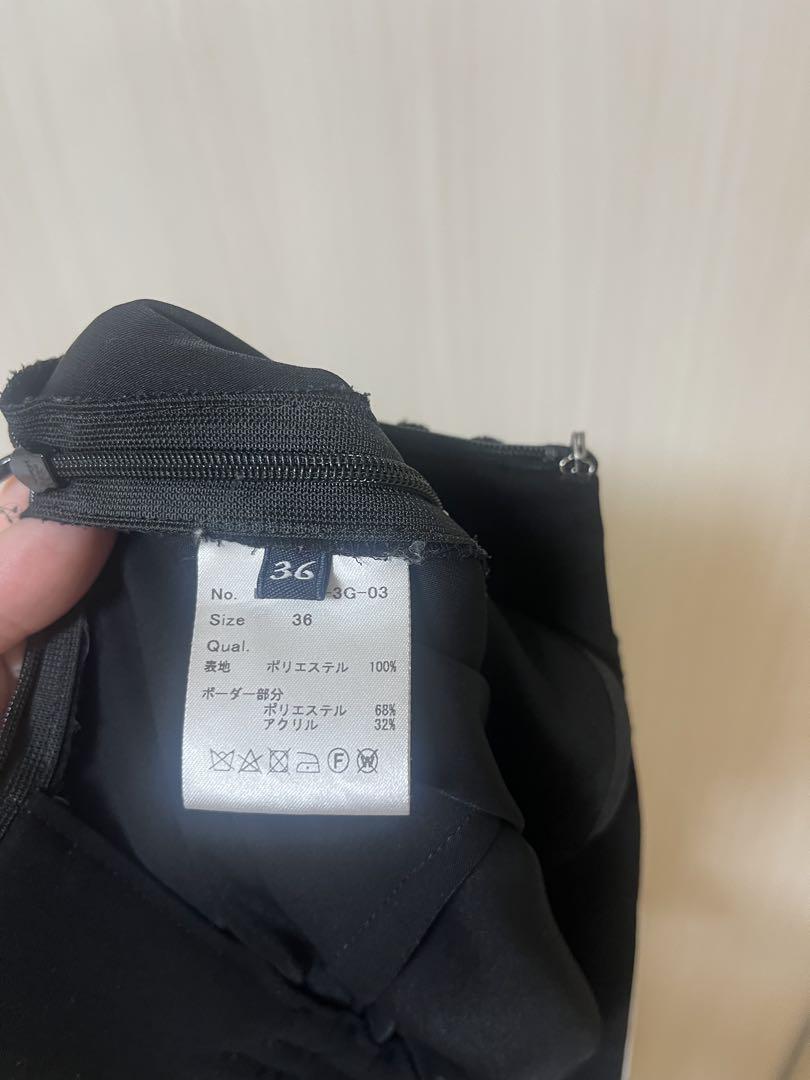 36
No. -3G-03
Size 36
Qual.
表地 ポリエステル 100%
ボーダー部分
ポリエステル 68%
アクリル 32%
F W